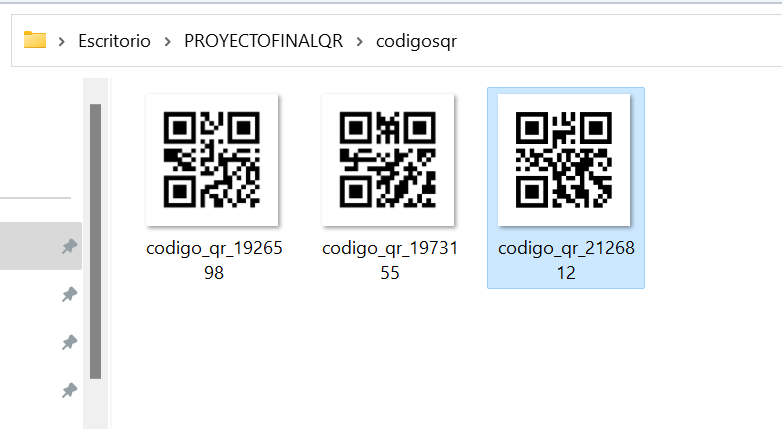 Escritorio > PROYECTOFINALQR > codigosqr
codigo_qr_19265
98
codigo_qr_19731
55
codigo_qr_21268
12